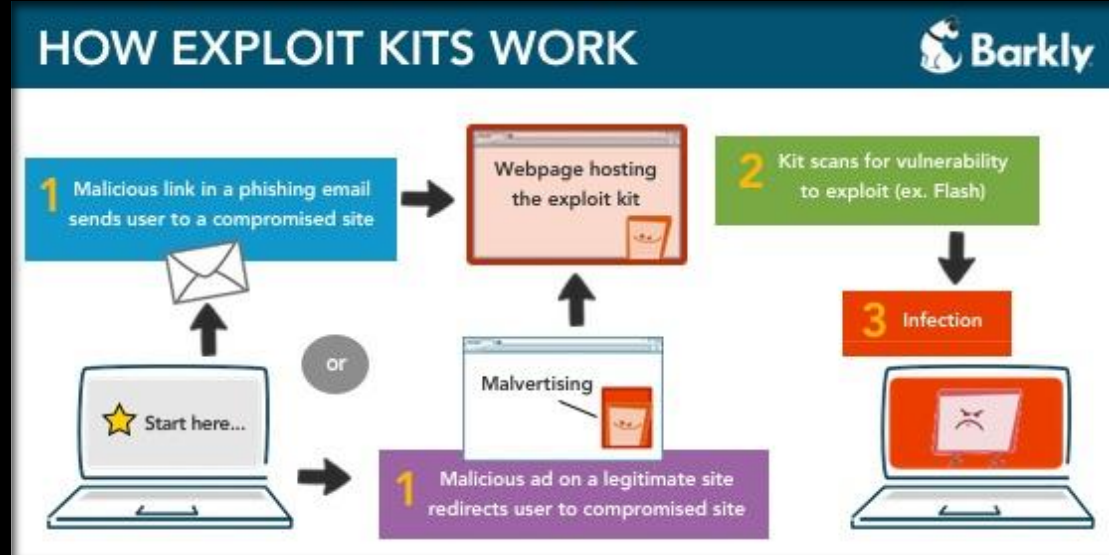 HOW EXPLOIT KITS WORK
Barkly
1 Malicious link in a phishing email
sends user to a compromised site
Webpage hosting
the exploit kit
2 Kit scans for vulnerability
to exploit (ex. Flash)
3 Infection
or
Start here...
Malvertising
1 Malicious ad on a legitimate site
redirects user to compromised site